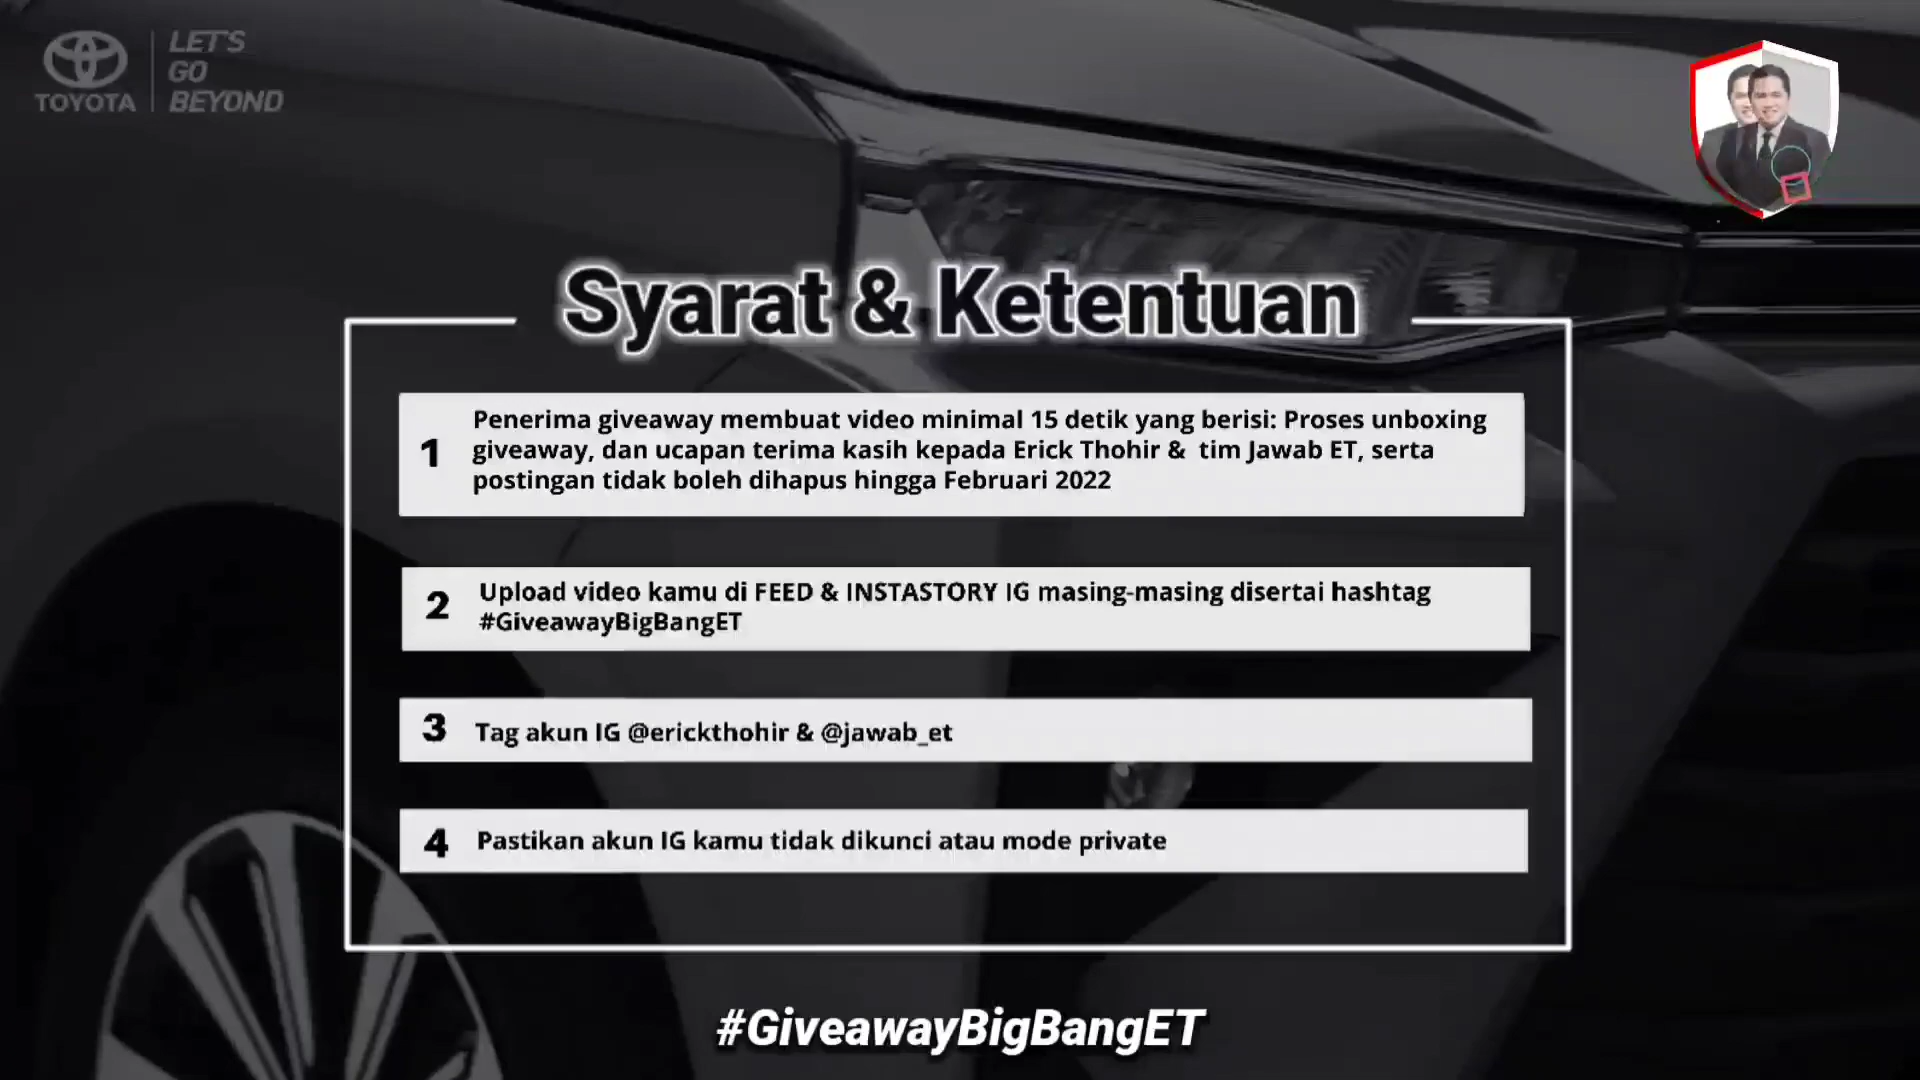 TOYOTA
LET'S
GO
BEYOND
Syarat & Ketentuan
1
Penerima giveaway membuat video minimal 15 detik yang berisi: Proses unboxing
giveaway, dan ucapan terima kasih kepada Erick Thohir & tim Jawab ET, serta
postingan tidak boleh dihapus hingga Februari 2022
2
Upload video kamu di FEED & INSTASTORY IG masing-masing disertai hashtag
#GiveawayBigBangET
3
Tag akun IG @erickthohir & @jawab_et
4
Pastikan akun IG kamu tidak dikunci atau mode private
#GiveawayBigBangET